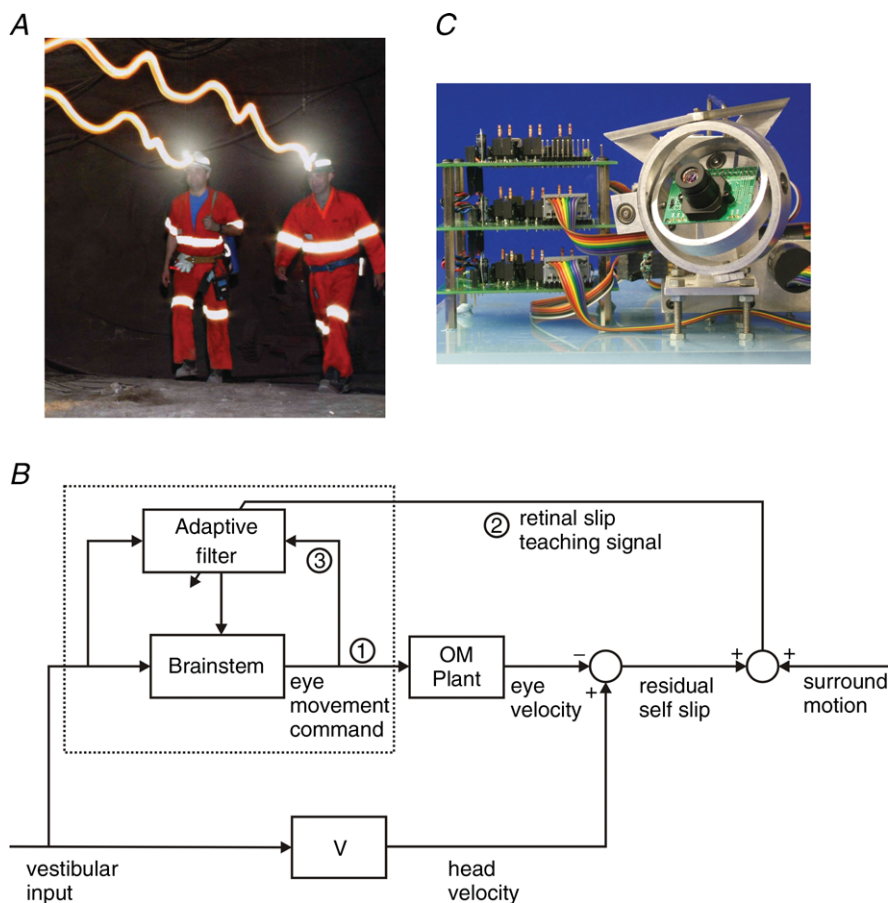 A
C
B
Adaptive
filter
②
retinal slip
teaching signal
③
Brainstem
①
eye
movement
command
OM
Plant
eye
velocity
−
+
residual
self slip
+
+
surround
motion
vestibular
input
V
head
velocity